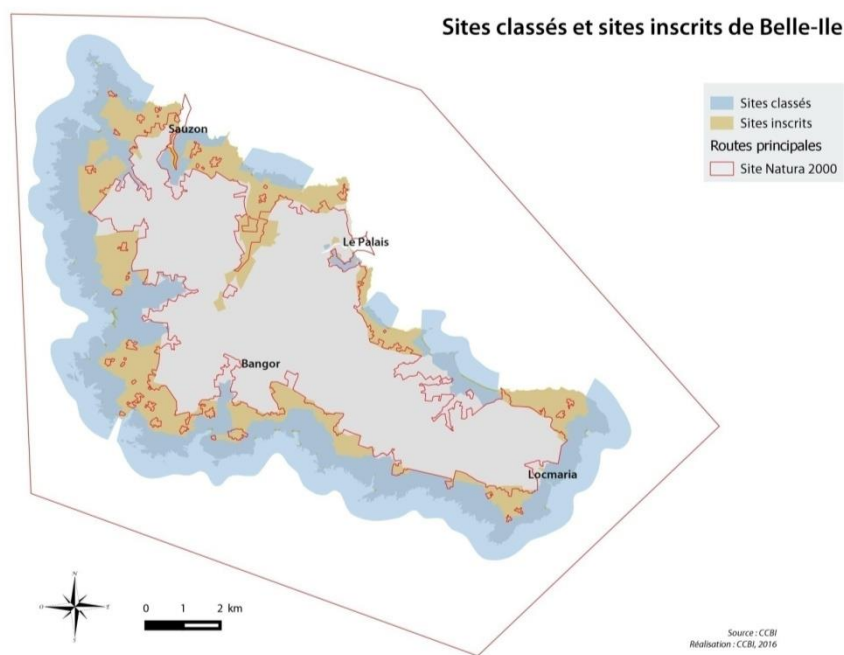 Sites classés et sites inscrits de Belle-Ile
Sites classés
Sites inscrits
Routes principales
Site Natura 2000
Sauzon
Le Palais
Bangor
Locmaria
N
O
E
S
0 1 2 km
Source : CCBI
Réalisation : CCBI, 2016